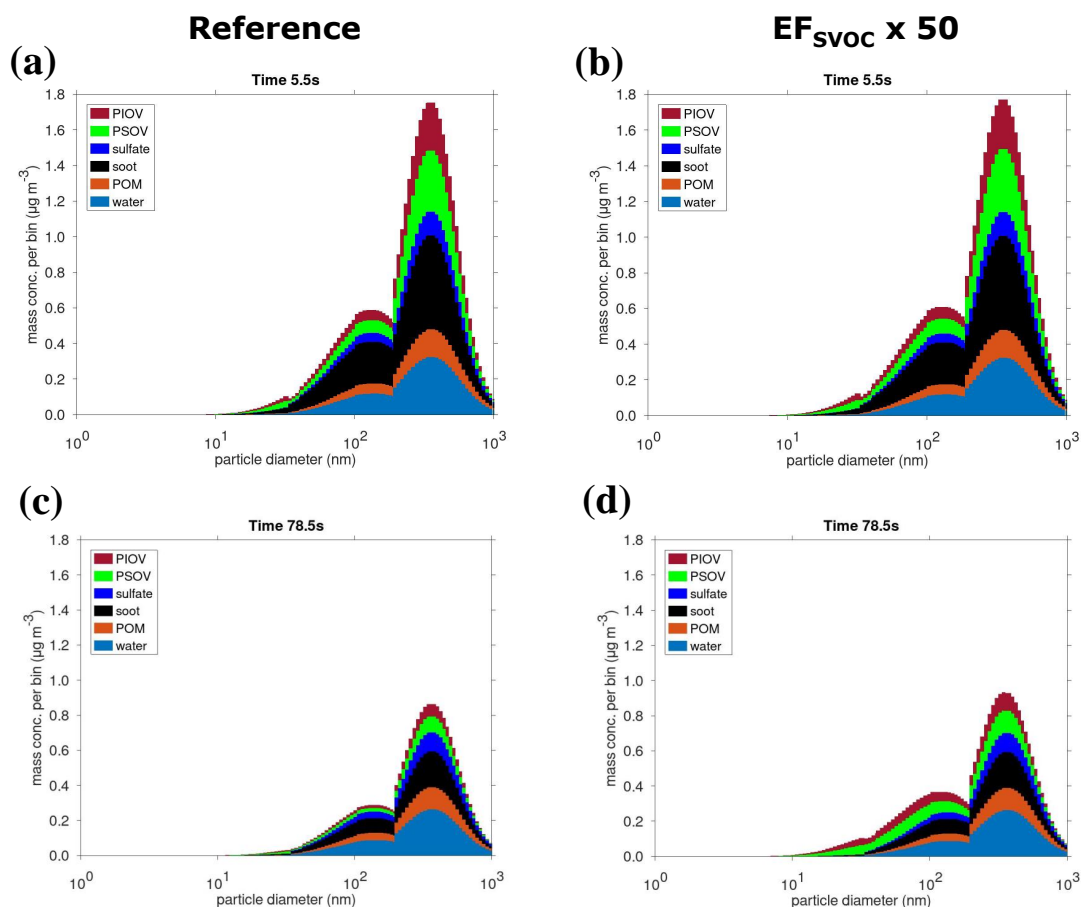 Reference
EFSVOC x 50
(a)
Time 5.5s
PIOV
PSOV
sulfate
soot
POM
water
mass conc. per bin (µg m-3)
1.8
1.6
1.4
1.2
1.0
0.8
0.6
0.4
0.2
0.0
10^0 10^1 10^2 10^3
particle diameter (nm)
(b)
Time 5.5s
PIOV
PSOV
sulfate
soot
POM
water
mass conc. per bin (µg m-3)
1.8
1.6
1.4
1.2
1.0
0.8
0.6
0.4
0.2
0.0
10^0 10^1 10^2 10^3
particle diameter (nm)
(c)
Time 78.5s
PIOV
PSOV
sulfate
soot
POM
water
mass conc. per bin (µg m-3)
1.8
1.6
1.4
1.2
1.0
0.8
0.6
0.4
0.2
0.0
10^0 10^1 10^2 10^3
particle diameter (nm)
(d)
Time 78.5s
PIOV
PSOV
sulfate
soot
POM
water
mass conc. per bin (µg m-3)
1.8
1.6
1.4
1.2
1.0
0.8
0.6
0.4
0.2
0.0
10^0 10^1 10^2 10^3
particle diameter (nm)